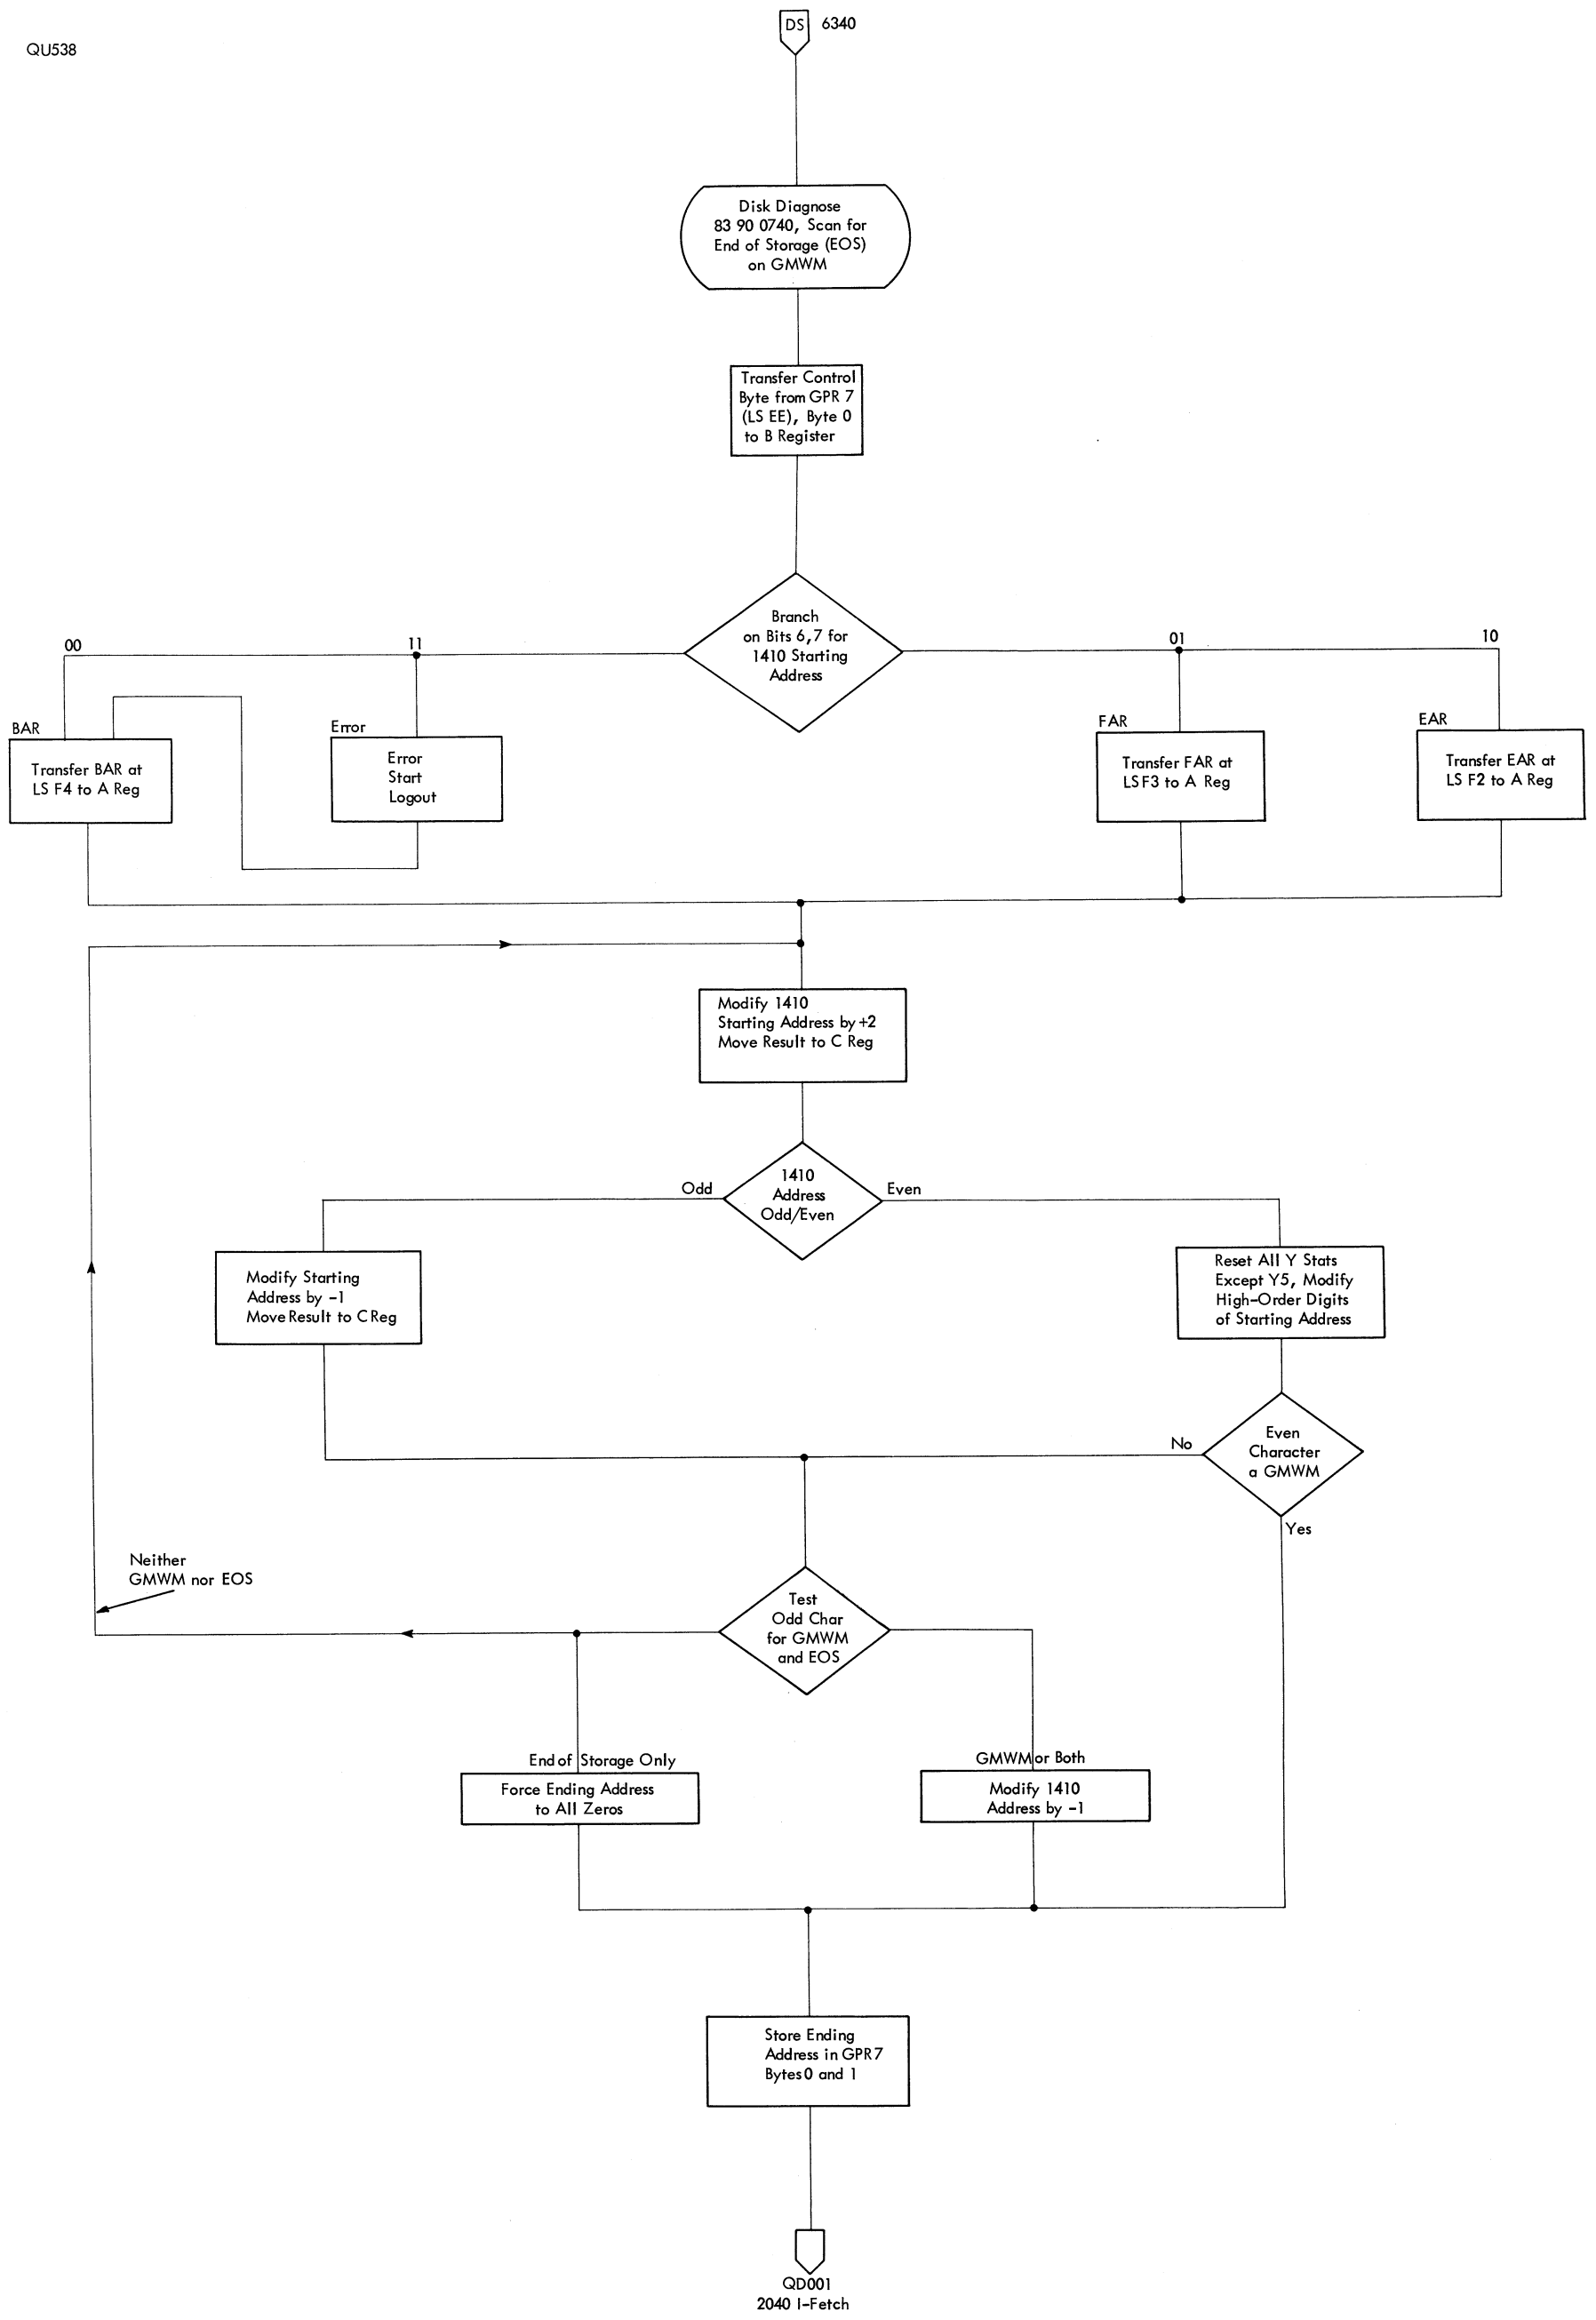 DS 6340
QU538
Disk Diagnose
83 90 0740, Scan for
End of Storage (EOS)
on GMWM
Transfer Control
Byte from GPR 7
(LS EE), Byte 0
to B Register
Branch
on Bits 6,7 for
1410 Starting
Address
00
11
01
10
BAR
Transfer BAR at
LS F4 to A Reg
Error
Error
Start
Logout
FAR
Transfer FAR at
LS F3 to A Reg
EAR
Transfer EAR at
LS F2 to A Reg
Modify 1410
Starting Address by +2
Move Result to C Reg
1410
Address
Odd/Even
Odd
Even
Modify Starting
Address by -1
Move Result to C Reg
Reset All Y Stats
Except Y5, Modify
High-Order Digits
of Starting Address
Even
Character
a GMWM
No
Yes
Neither
GMWM nor EOS
Test
Odd Char
for GMWM
and EOS
End of Storage Only
Force Ending Address
to All Zeros
GMWM or Both
Modify 1410
Address by -1
Store Ending
Address in GPR 7
Bytes 0 and 1
QD001
2040 I-Fetch